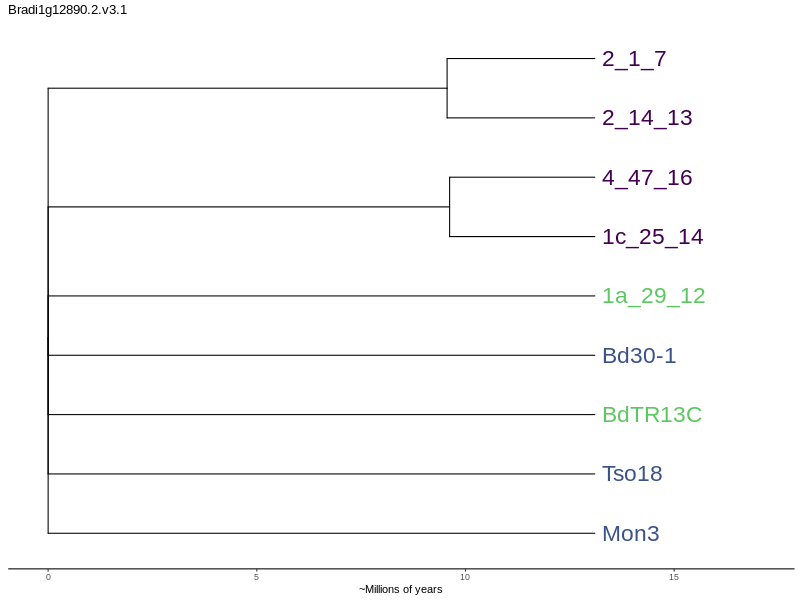 Bradi1g12890.2.v3.1
2_1_7
2_14_13
4_47_16
1c_25_14
1a_29_12
Bd30-1
BdTR13C
Tso18
Mon3
0 5 10 15
~Millions of years